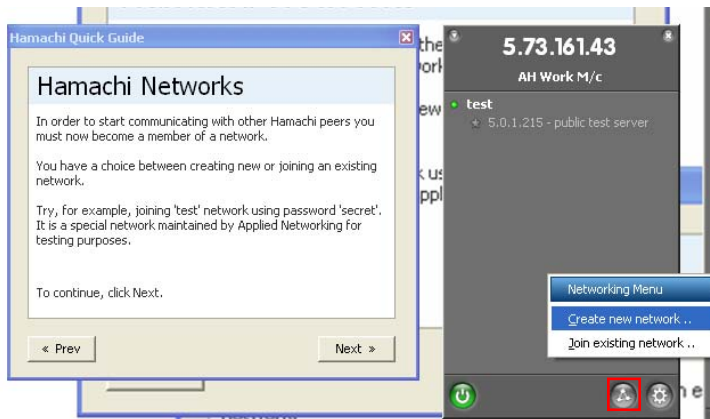 Hamachi Quick Guide
Hamachi Networks
In order to start communicating with other Hamachi peers you
must now become a member of a network.
You have a choice between creating new or joining an existing
network.
Try, for example, joining 'test' network using password 'secret'.
It is a special network maintained by Applied Networking for
testing purposes.
To continue, click Next.
« Prev
Next »
the
5.73.161.43
AH Work M/c
test
5.0.1.215 - public test server
Networking Menu
Create new network ..
Join existing network ..